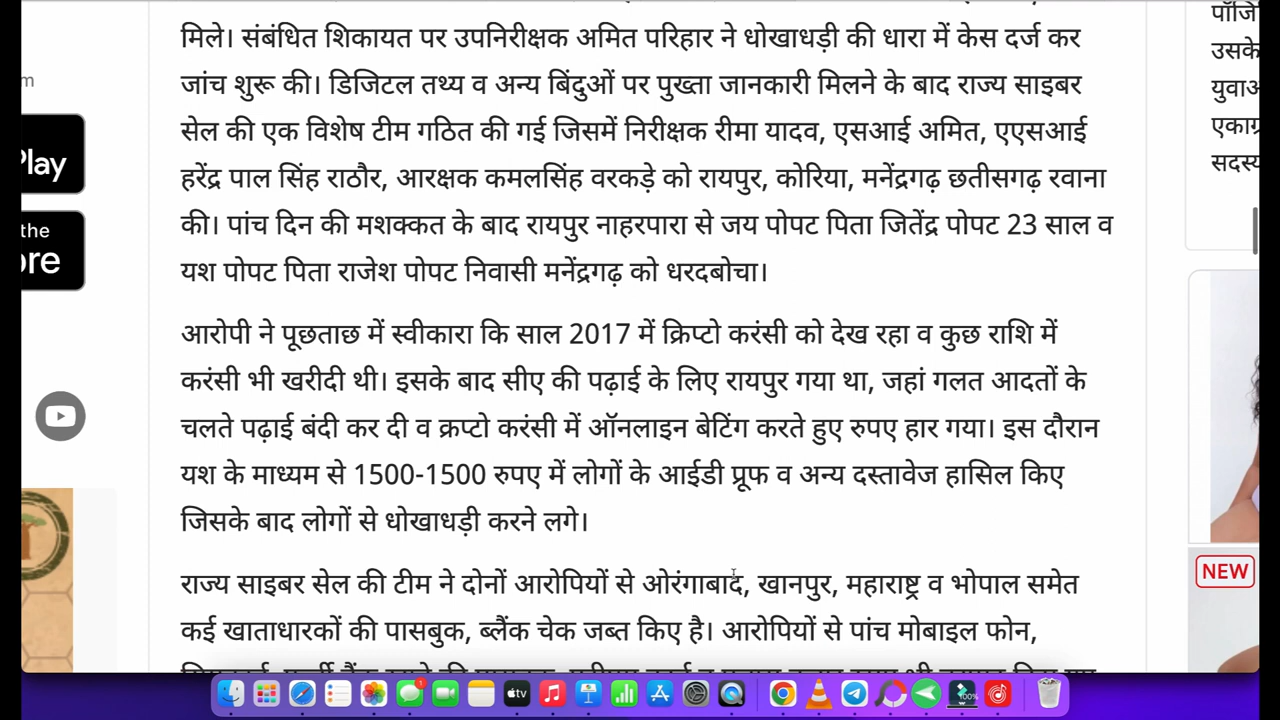 मिले। संबंधित शिकायत पर उपनिरीक्षक अमित परिहार ने धोखाधड़ी की धारा में केस दर्ज कर
जांच शुरू की। डिजिटल तथ्य व अन्य बिंदुओं पर पुख्ता जानकारी मिलने के बाद राज्य साइबर
सेल की एक विशेष टीम गठित की गई जिसमें निरीक्षक रीमा यादव, एसआई अमित, एएसआई
हरेंद्र पाल सिंह राठौर, आरक्षक कमलसिंह वरकड़े को रायपुर, कोरिया, मनेंद्रगढ़ छतीसगढ़ रवाना
की। पांच दिन की मशक्कत के बाद रायपुर नाहरपारा से जय पोपट पिता जितेंद्र पोपट 23 साल व
यश पोपट पिता राजेश पोपट निवासी मनेंद्रगढ़ को धरदबोचा।
आरोपी ने पूछताछ में स्वीकारा कि साल 2017 में क्रिप्टो करंसी को देख रहा व कुछ राशि में
करंसी भी खरीदी थी। इसके बाद सीए की पढ़ाई के लिए रायपुर गया था, जहां गलत आदतों के
चलते पढ़ाई बंदी कर दी व क्रप्टो करंसी में ऑनलाइन बेटिंग करते हुए रुपए हार गया। इस दौरान
यश के माध्यम से 1500-1500 रुपए में लोगों के आईडी प्रूफ व अन्य दस्तावेज हासिल किए
जिसके बाद लोगों से धोखाधड़ी करने लगे।
राज्य साइबर सेल की टीम ने दोनों आरोपियों से ओरंगाबाद, खानपुर, महाराष्ट्र व भोपाल समेत
कई खाताधारकों की पासबुक, ब्लैंक चेक जब्त किए है। आरोपियों से पांच मोबाइल फोन,
m
Play
the
ore
उसके
सदस्य
NEW
tv
100%
1